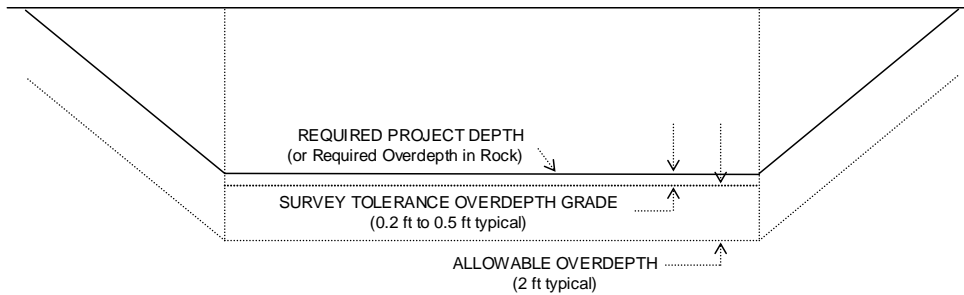 REQUIRED PROJECT DEPTH
(or Required Overdepth in Rock)
SURVEY TOLERANCE OVERDEPTH GRADE
(0.2 ft to 0.5 ft typical)
ALLOWABLE OVERDEPTH
(2 ft typical)